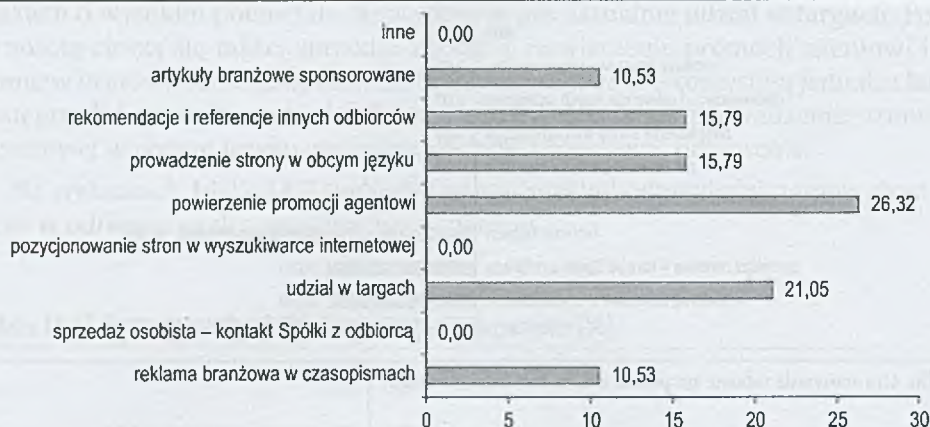 Inne 0,00
artykuły branżowe sponsorowane 10,53
rekomendacje i referencje innych odbiorców 15,79
prowadzenie strony w obcym języku 15,79
powierzenie promocji agentowi 26,32
pozycjonowanie stron w wyszukiwarce internetowej 0,00
udział w targach 21,05
sprzedaż osobista – kontakt Spółki z odbiorcą 0,00
reklama branżowa w czasopismach 10,53
0 5 10 15 20 25 30